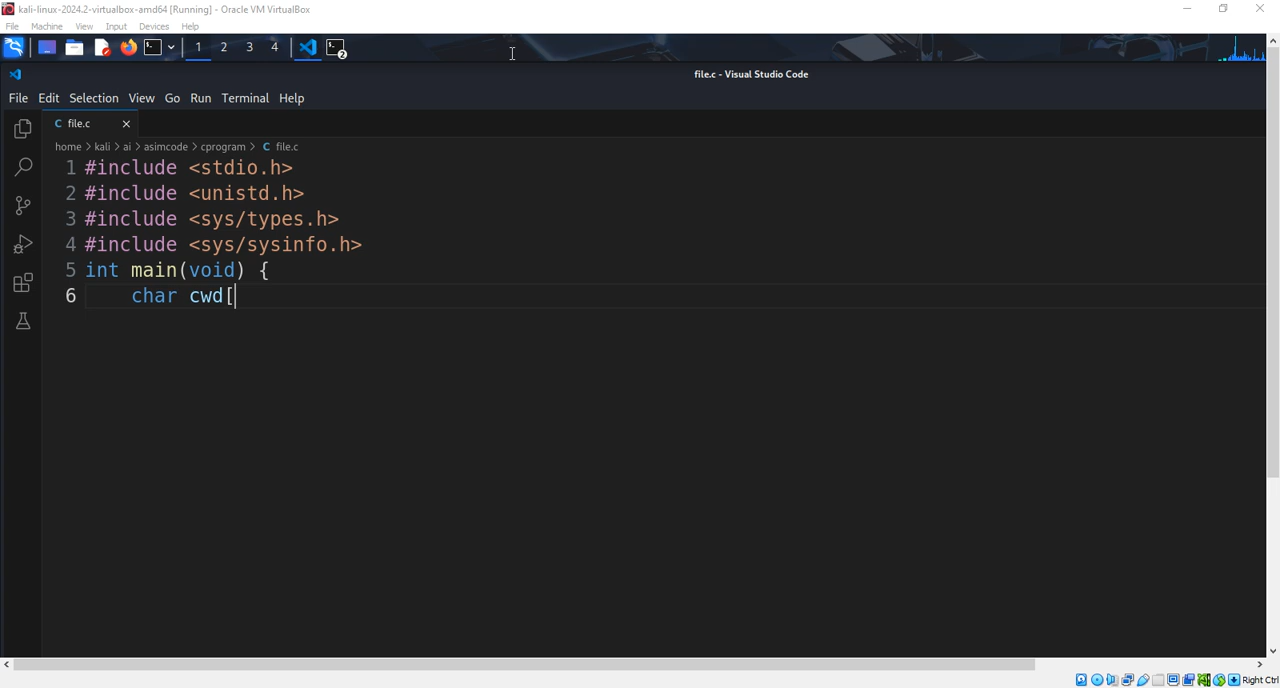 kali-linux-2024.2-virtualbox-amd64 [Running] - Oracle VM VirtualBox
File Machine View Input Devices Help
1 2 3 4 2
file.c - Visual Studio Code
File Edit Selection View Go Run Terminal Help
C file.c
home > kali > ai > asimcode > cprogram > C file.c
1 #include <stdio.h>
2 #include <unistd.h>
3 #include <sys/types.h>
4 #include <sys/sysinfo.h>
5 int main(void) {
6 char cwd[
Right Ctrl